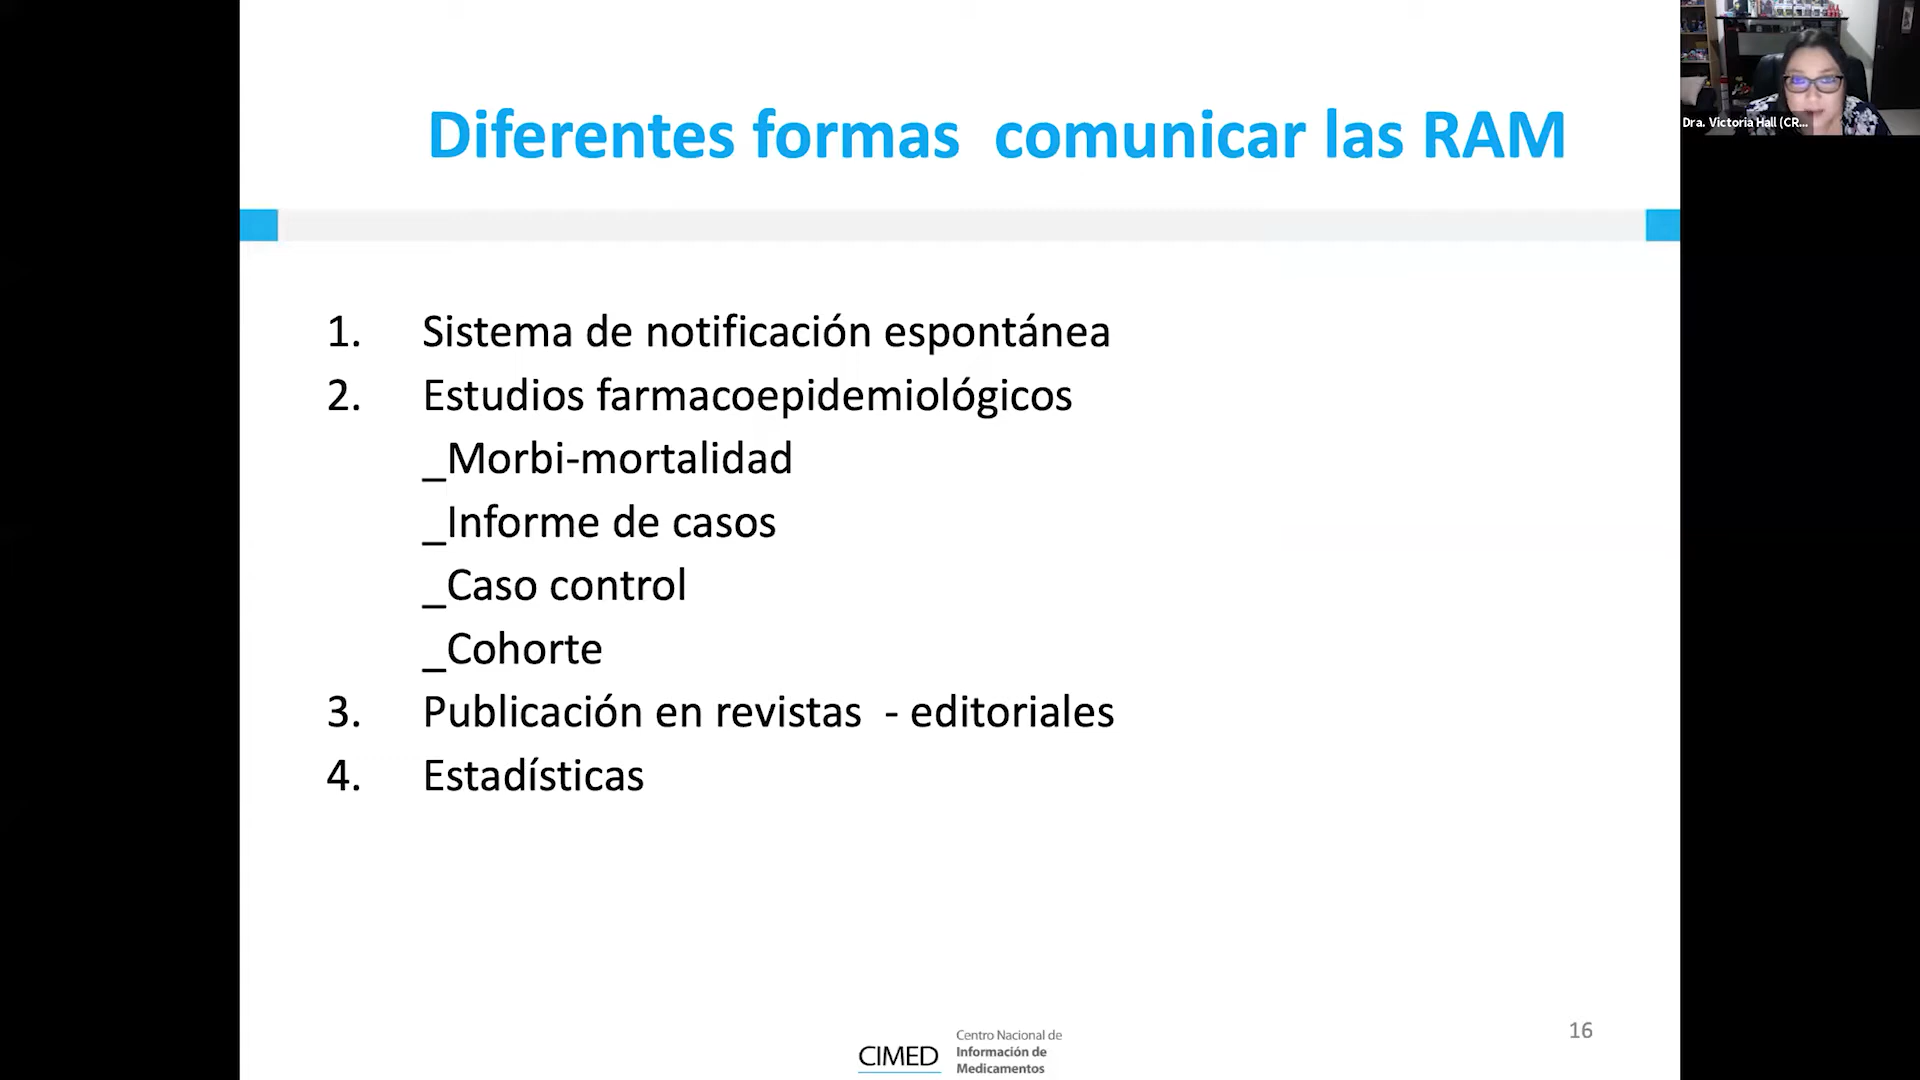 Diferentes formas  comunicar las RAM
Dra. Victoria Hall (CR...
1. Sistema de notificación espontánea
2. Estudios farmacoepidemiológicos
_Morbi-mortalidad
_Informe de casos
_Caso control
_Cohorte
3. Publicación en revistas  - editoriales
4. Estadísticas
16
CIMED
Centro Nacional de
Información de
Medicamentos